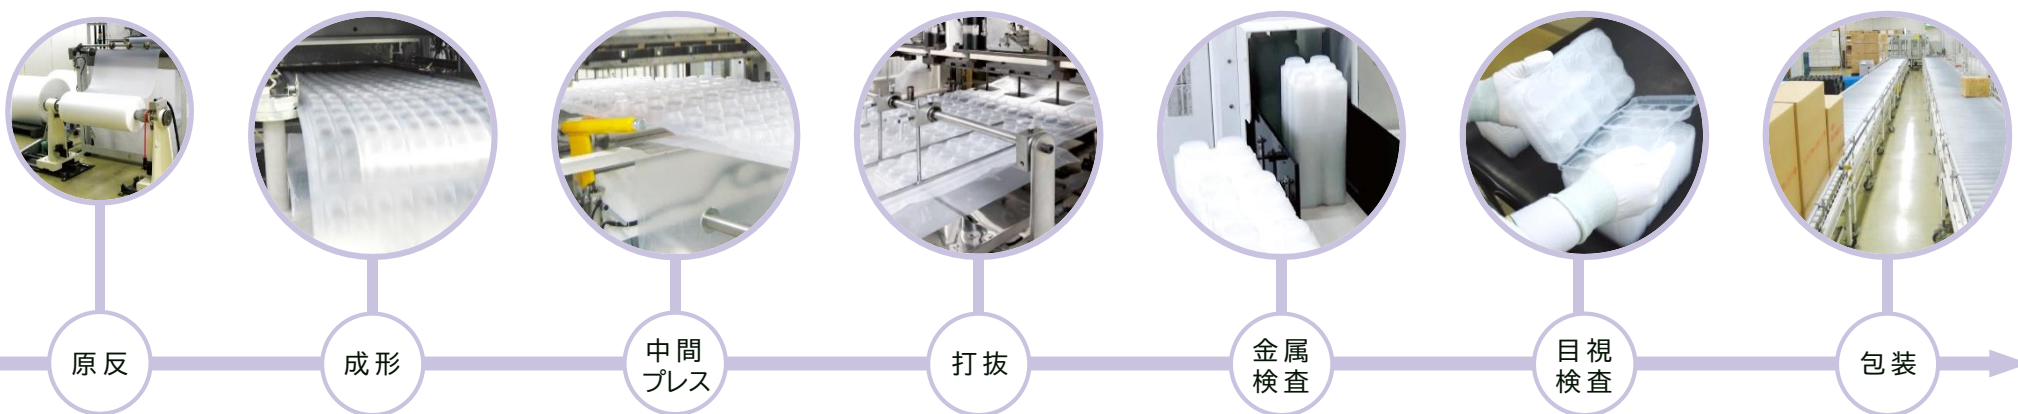 原反
成形
中間
プレス
打抜
金属
検査
目視
検査
包装